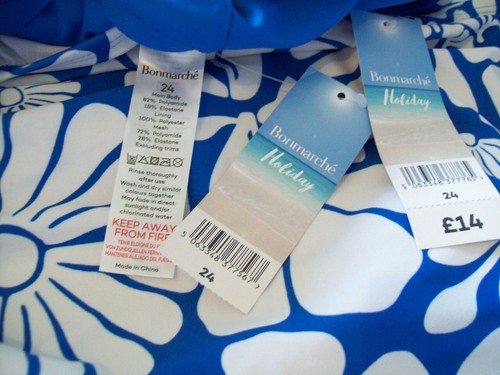 Bonmarché
24
Main Body
82% Polyamide
18% Elastane
Lining
100% Polyester
Mesh
72% Polyamide
28% Elastane
Excluding trims
Rinse thoroughly
after use
Wash and dry similar
colours together
May fade in direct
sunlight and/or
chlorinated water
KEEP AWAY
FROM FIRE
Made in China
Bonmarché
Holiday
24
Bonmarché
Holiday
24
£14